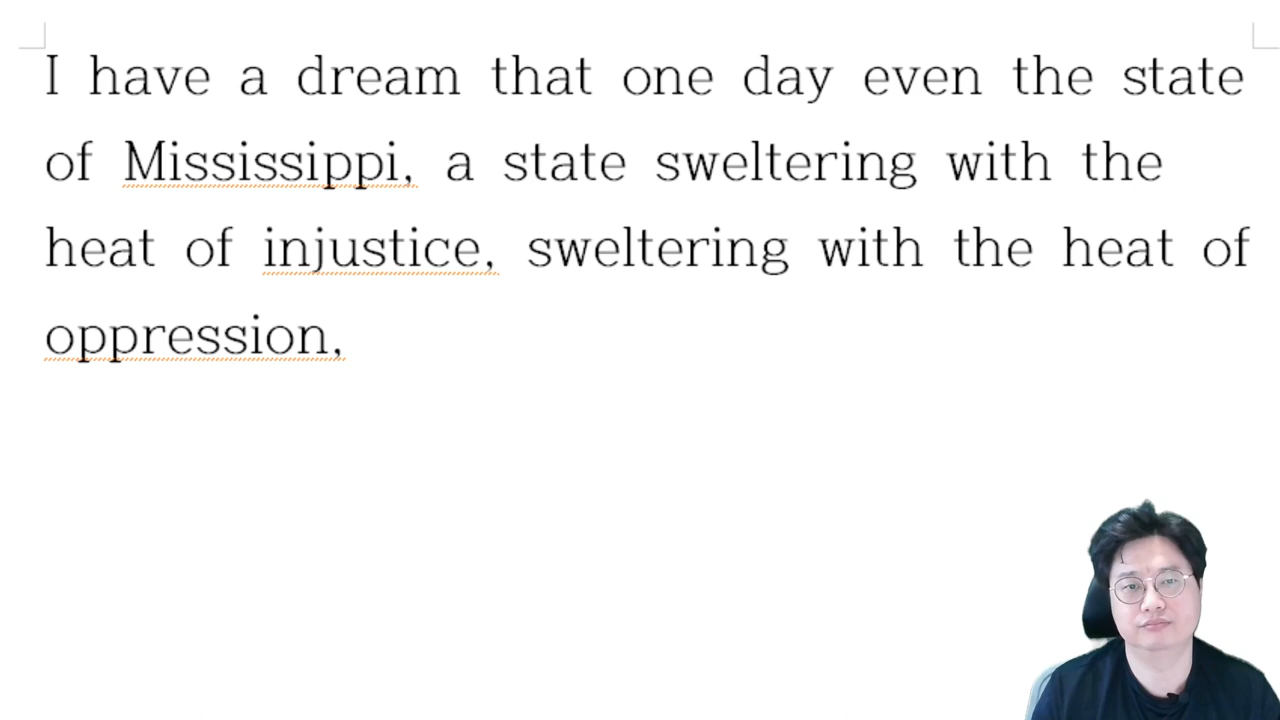 I have a dream that one day even the state
of Mississippi, a state sweltering with the
heat of injustice, sweltering with the heat of
oppression,